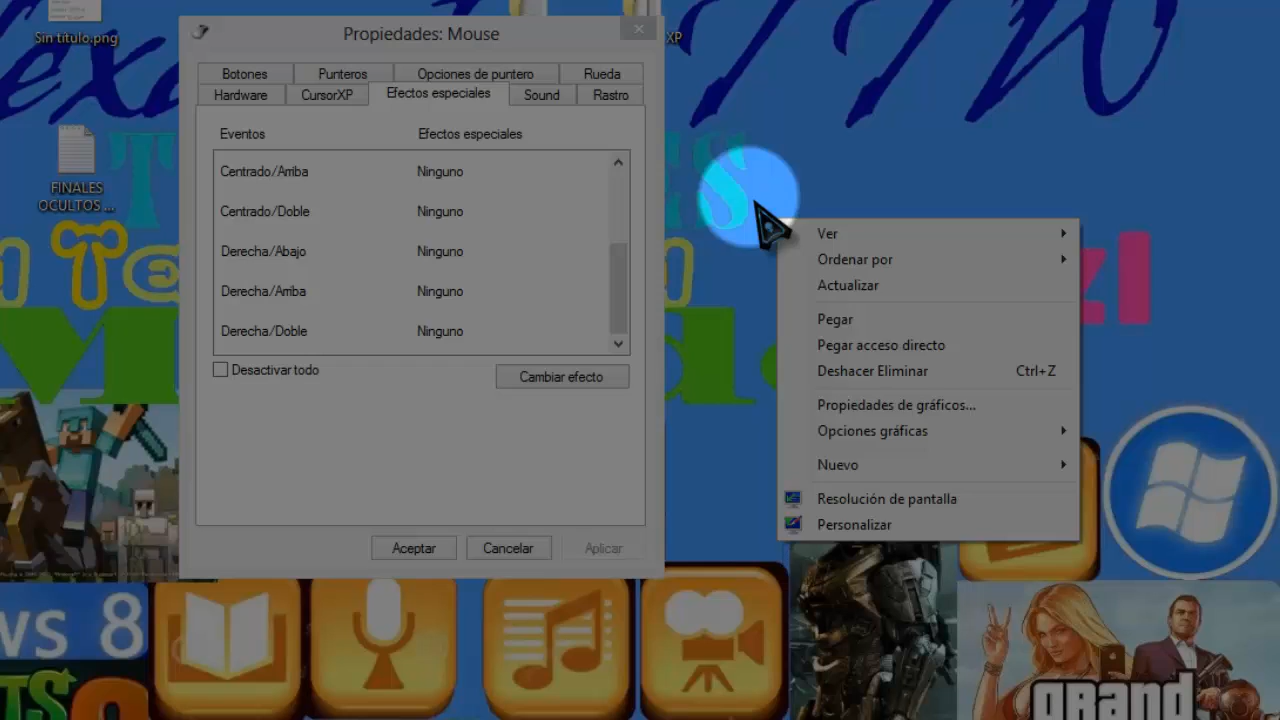 Sin título.png
XP
FINALES
OCULTOS ...
Propiedades: Mouse
Botones
Punteros
Opciones de puntero
Rueda
Hardware
CursorXP
Efectos especiales
Sound
Rastro
Eventos
Efectos especiales
Centrado/Arriba
Ninguno
Centrado/Doble
Ninguno
Derecha/Abajo
Ninguno
Derecha/Arriba
Ninguno
Derecha/Doble
Ninguno
Desactivar todo
Cambiar efecto
Aceptar
Cancelar
Aplicar
Ver
Ordenar por
Actualizar
Pegar
Pegar acceso directo
Deshacer Eliminar
Ctrl+Z
Propiedades de gráficos...
Opciones gráficas
Nuevo
Resolución de pantalla
Personalizar
ws 8
GRAND